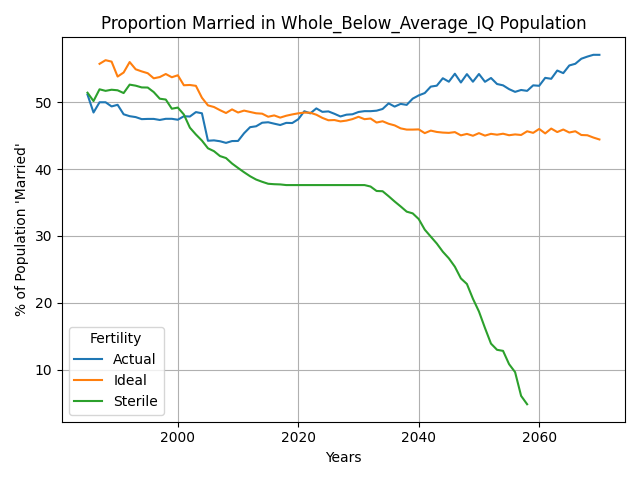 Proportion Married in Whole_Below_Average_IQ Population
% of Population 'Married'
50
40
30
20
10
Fertility
Actual
Ideal
Sterile
2000 2020 2040 2060
Years